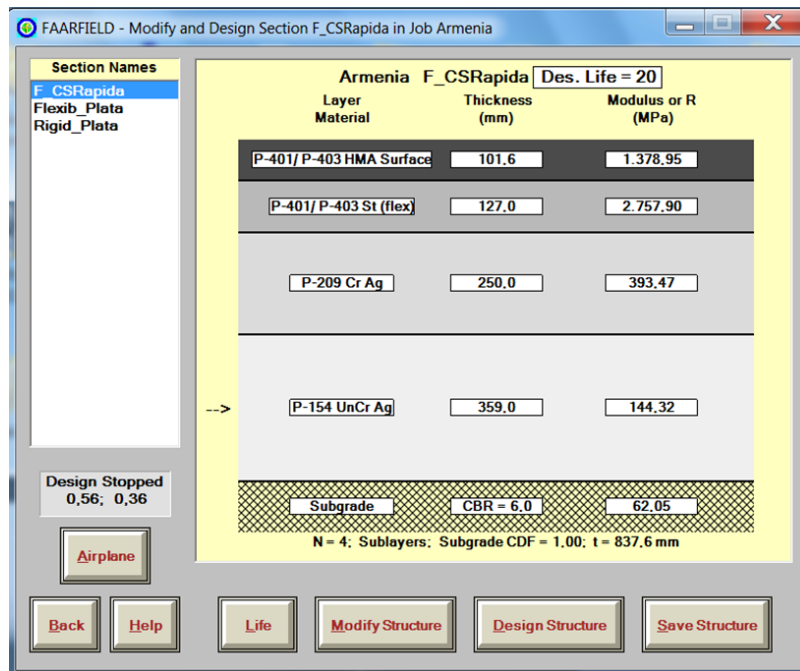 FAARFIELD - Modify and Design Section F_CSRapida in Job Armenia
Section Names
F_CSRapida
Flexib_Plata
Rigid_Plata
Armenia F_CSRapida Des. Life = 20
Layer Material Thickness (mm) Modulus or R (MPa)
P-401/ P-403 HMA Surface 101,6 1.378,95
P-401/ P-403 St (flex) 127,0 2.757,90
P-209 Cr Ag 250,0 393,47
--> P-154 UnCr Ag 359,0 144,32
Subgrade CBR = 6,0 62,05
N = 4; Sublayers; Subgrade CDF = 1,00; t = 837,6 mm
Design Stopped
0,56; 0,36
Airplane
Back Help Life Modify Structure Design Structure Save Structure